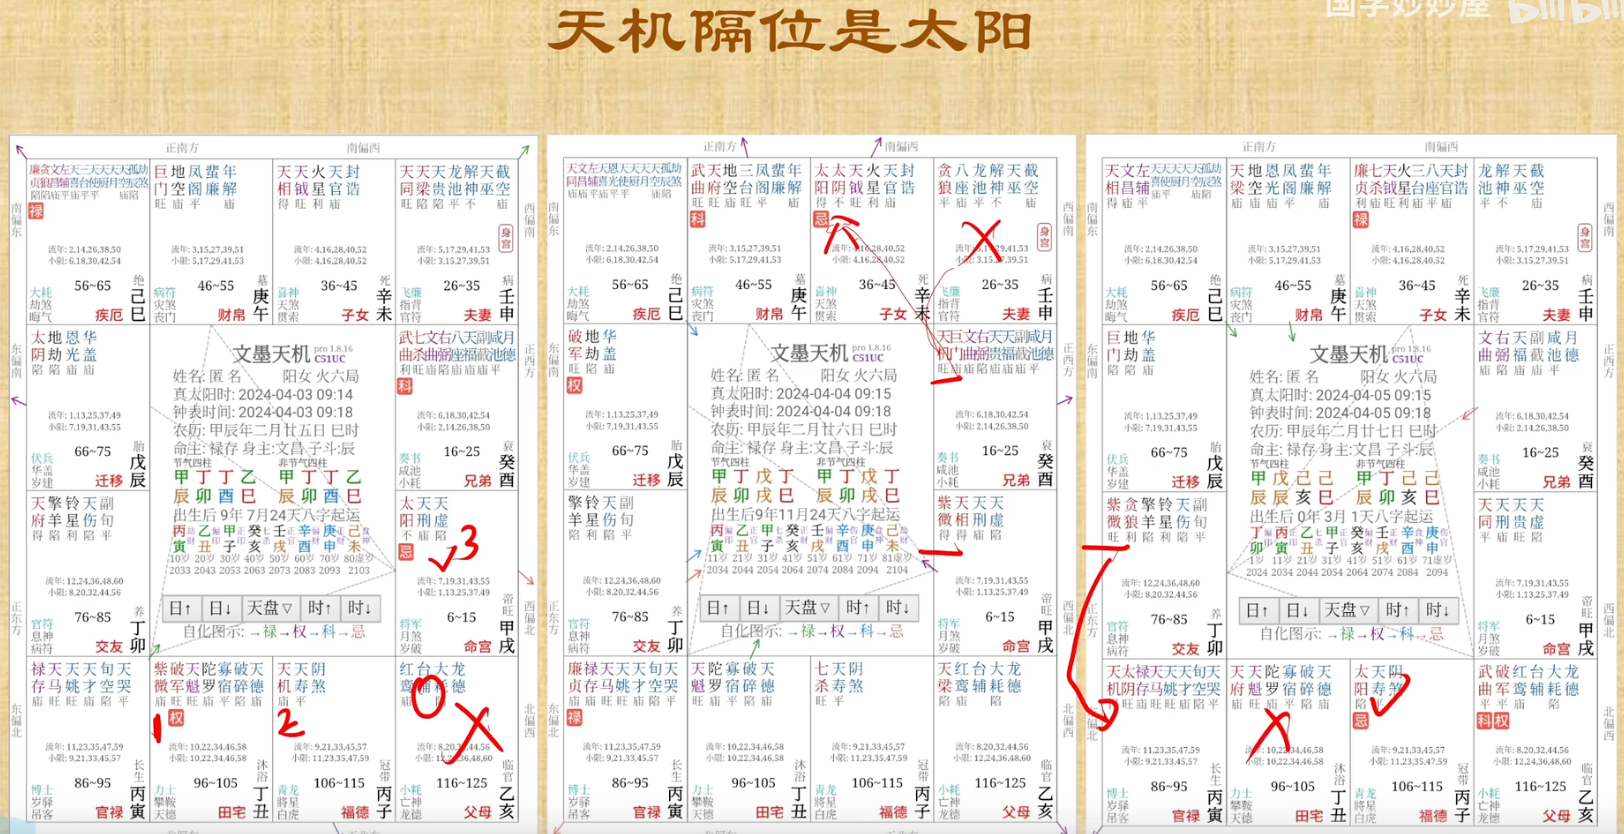 天机隔位是太阳
国学妙妙屋 bilibili
正南方 南偏西
廉贪文左天三天天天天孤劫
贞狼昌辅喜台使厨月空辰煞
陷陷庙平庙平平 庙陷
禄
流年: 2,14,26,38,50
小限: 6,18,30,42,54
大耗
劫煞
晦气
56~65
疾厄
绝
己巳
巨地凤蜚年
门空阁廉解
旺庙平 庙
流年: 3,15,27,39,51
小限: 5,17,29,41,53
病符
灾煞
丧门
46~55
财帛
墓
庚午
天天火天封
相钺星官诰
得旺利庙
流年: 4,16,28,40,52
小限: 4,16,28,40,52
喜神
天煞
贯索
36~45
子女
死
辛未
天天天龙解天截
同梁贵池神巫空
旺陷陷平不 庙
身宫
流年: 5,17,29,41,53
小限: 3,15,27,39,51
飞廉
指背
官符
26~35
夫妻
病
壬申
太地恩华
阴劫光盖
陷陷庙庙
流年: 1,13,25,37,49
小限: 7,19,31,43,55
伏兵
华盖
岁建
66~75
迁移
胎
戊辰
武七文右八天副咸月
曲杀曲弼座福截池德
利旺庙陷庙庙庙平
科
流年: 6,18,30,42,54
小限: 2,14,26,38,50
奏书
咸池
小耗
16~25
兄弟
衰
癸酉
文墨天机 pro 1.8.16
C51UC
姓名: 匿 名 阳女 火六局
真太阳时: 2024-04-03 09:14
钟表时间: 2024-04-03 09:18
农历: 甲辰年二月廿五日 巳时
命主: 禄存 身主:文昌 子斗:辰
节气四柱 非节气四柱
甲丁丁乙 甲丁丁乙
辰卯酉巳 辰卯酉巳
出生后 9年 7月24天八字起运
丙乙甲癸壬辛庚己
寅丑子亥戌酉申未
10岁 20岁 30岁 40岁 50岁 60岁 70岁 80虚岁
2033 2043 2053 2063 2073 2083 2093 2103
日↑ 日↓ 天盘▽ 时↑ 时↓
自化图示: →禄→权→科→忌
天擎铃天副
府羊星伤旬
得陷利陷平
流年: 12,24,36,48,60
小限: 8,20,32,44,56
官符
息神
病符
76~85
交友
养
丁卯
太天天
阳刑虚
不庙陷
忌
3
流年: 7,19,31,43,55
小限: 1,13,25,37,49
将军
月煞
岁破
6~15
命宫
帝旺
甲戌
禄天天天旬天
存马姚才空哭
庙旺旺庙陷平
流年: 11,23,35,47,59
小限: 9,21,33,45,57
博士
岁驿
吊客
86~95
官禄
长生
丙寅
紫破天陀寡破天
微军魁罗宿碎德
庙旺旺庙平陷庙
权
1
流年: 10,22,34,46,58
小限: 10,22,34,46,58
力士
攀鞍
天德
96~105
田宅
沐浴
丁丑
天天阴
机寿煞
庙平
2
流年: 9,21,33,45,57
小限: 11,23,35,47,59
青龙
將星
白虎
106~115
福德
冠带
丙子
红台大龙
鸾辅耗德
0
小耗
亡神
龙德
116~125
父母
临官
乙亥
正南方 南偏西
天文左天恩天天天天孤劫
同昌辅喜光使厨月空辰煞
庙庙平庙平平 庙陷
流年: 2,14,26,38,50
小限: 6,18,30,42,54
大耗
劫煞
晦气
56~65
疾厄
绝
己巳
武天地三凤蜚年
曲府空台阁廉解
旺旺庙旺平 庙
科
流年: 3,15,27,39,51
小限: 5,17,29,41,53
病符
灾煞
丧门
46~55
财帛
墓
庚午
太太天火天封
阳阴钺星官诰
得不旺利庙
忌
小限: 4,16,28,40,52
喜神
天煞
贯索
36~45
子女
死
辛未
贪八龙解天截
狼座池神巫空
平庙平不 庙
身宫
飞廉
指背
官符
26~35
夫妻
病
壬申
破地华
军劫盖
旺陷庙
权
流年: 1,13,25,37,49
小限: 7,19,31,43,55
伏兵
华盖
岁建
66~75
迁移
胎
戊辰
天巨文右天天副咸月
机门曲弼贵福截池德
旺庙庙陷庙庙庙平
流年: 6,18,30,42,54
小限: 2,14,26,38,50
奏书
咸池
小耗
16~25
兄弟
衰
癸酉
文墨天机 pro 1.8.16
C51UC
姓名: 匿 名 阳女 火六局
真太阳时: 2024-04-04 09:15
钟表时间: 2024-04-04 09:18
农历: 甲辰年二月廿六日 巳时
命主: 禄存 身主:文昌 子斗:辰
节气四柱 非节气四柱
甲丁戊丁 甲丁戊丁
辰卯戌巳 辰卯戌巳
出生后9年11月24天八字起运
丙乙甲癸壬辛庚己
寅丑子亥戌酉申未
11岁 21岁 31岁 41岁 51岁 61岁 71岁 81虚岁
2034 2044 2054 2064 2074 2084 2094 2104
日↑ 日↓ 天盘▽ 时↑ 时↓
自化图示: →禄→权→科→忌
擎铃天副
羊星伤旬
陷利陷平
流年: 12,24,36,48,60
小限: 8,20,32,44,56
官符
息神
病符
76~85
交友
养
丁卯
紫天天天
微相刑虚
得得庙陷
流年: 7,19,31,43,55
小限: 1,13,25,37,49
将军
月煞
岁破
6~15
命宫
帝旺
甲戌
廉禄天天天旬天
贞存马姚才空哭
庙庙旺旺庙陷平
禄
流年: 11,23,35,47,59
小限: 9,21,33,45,57
博士
岁驿
吊客
86~95
官禄
长生
丙寅
天陀寡破天
魁罗宿碎德
旺庙平陷庙
流年: 10,22,34,46,58
小限: 10,22,34,46,58
力士
攀鞍
天德
96~105
田宅
沐浴
丁丑
七天阴
杀寿煞
旺平
流年: 9,21,33,45,57
小限: 11,23,35,47,59
青龙
將星
白虎
106~115
福德
冠带
丙子
天红台大龙
梁鸾辅耗德
陷庙 陷
流年: 8,20,32,44,56
小限: 12,24,36,48,60
小耗
亡神
龙德
116~125
父母
临官
乙亥
正南方 南偏西
天文左天天天天孤劫
相昌辅喜使厨月空辰煞
得庙平庙平 庙陷
流年: 2,14,26,38,50
小限: 6,18,30,42,54
大耗
劫煞
晦气
56~65
疾厄
绝
己巳
天地恩凤蜚年
梁空光阁廉解
庙庙庙平 庙
流年: 3,15,27,39,51
小限: 5,17,29,41,53
病符
灾煞
丧门
46~55
财帛
墓
庚午
廉七天火三八天封
贞杀钺星台座官诰
利庙旺利庙平庙
禄
流年: 4,16,28,40,52
小限: 4,16,28,40,52
喜神
天煞
贯索
36~45
子女
死
辛未
龙解天截
池神巫空
平不 庙
身宫
流年: 5,17,29,41,53
小限: 3,15,27,39,51
飞廉
指背
官符
26~35
夫妻
病
壬申
巨地华
门劫盖
陷陷庙
流年: 1,13,25,37,49
小限: 7,19,31,43,55
伏兵
华盖
岁建
66~75
迁移
胎
戊辰
文右天副咸月
曲弼福截池德
庙陷庙庙平
流年: 6,18,30,42,54
小限: 2,14,26,38,50
奏书
咸池
小耗
16~25
兄弟
衰
癸酉
文墨天机 pro 1.8.16
C51UC
姓名: 匿 名 阳女 火六局
真太阳时: 2024-04-05 09:15
钟表时间: 2024-04-05 09:18
农历: 甲辰年二月廿七日 巳时
命主: 禄存 身主:文昌 子斗:辰
节气四柱 非节气四柱
甲戊己己 甲丁己己
辰辰亥巳 辰卯亥巳
出生后 0年 3月 1天八字起运
丁丙乙甲癸壬辛庚
卯寅丑子亥戌酉申
1岁 11岁 21岁 31岁 41岁 51岁 61岁 71虚岁
2024 2034 2044 2054 2064 2074 2084 2094
日↑ 日↓ 天盘▽ 时↑ 时↓
自化图示: →禄→权→科→忌
紫贪擎铃天副
微狼羊星伤旬
旺利陷利陷平
流年: 12,24,36,48,60
小限: 8,20,32,44,56
官符
息神
病符
76~85
交友
养
丁卯
天天天天
同刑贵虚
平庙旺陷
流年: 7,19,31,43,55
小限: 1,13,25,37,49
将军
月煞
岁破
6~15
命宫
帝旺
甲戌
天太禄天天天旬天
机阴存马姚才空哭
流年: 11,23,35,47,59
小限: 9,21,33,45,57
博士
岁驿
吊客
86~95
官禄
长生
丙寅
天天陀寡破天
府魁罗宿碎德
庙旺庙平陷庙
小限: 10,22,34,46,58
力士
攀鞍
天德
96~105
田宅
沐浴
丁丑
太天阴
阳寿煞
陷平
忌
流年: 9,21,33,45,57
小限: 11,23,35,47,59
青龙
將星
白虎
106~115
福德
冠带
丙子
武破红台大龙
曲军鸾辅耗德
平平庙 陷
科权
流年: 8,20,32,44,56
小限: 12,24,36,48,60
小耗
亡神
龙德
116~125
父母
临官
乙亥